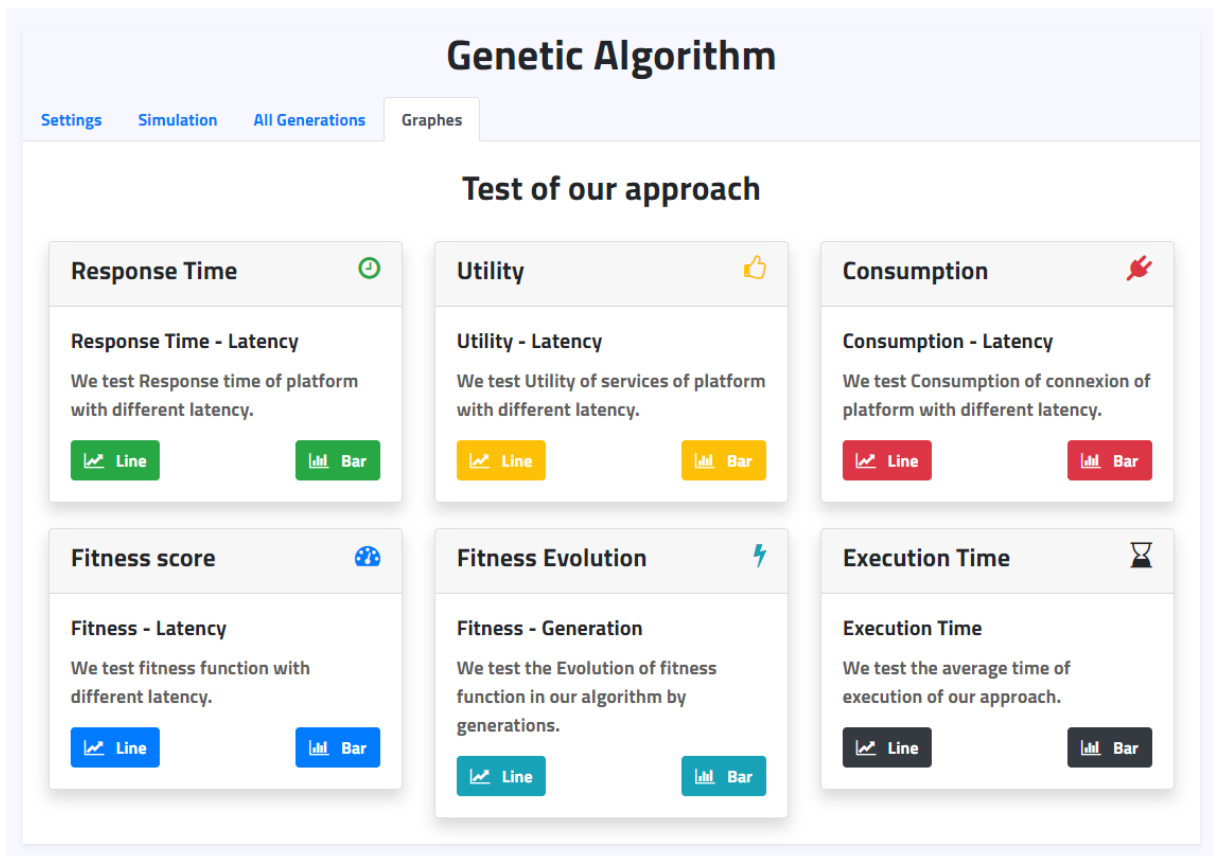 Genetic Algorithm
Settings
Simulation
All Generations
Graphes
Test of our approach
Response Time
Response Time - Latency
We test Response time of platform
with different latency.
Line
Bar
Utility
Utility - Latency
We test Utility of services of platform
with different latency.
Line
Bar
Consumption
Consumption - Latency
We test Consumption of connexion of
platform with different latency.
Line
Bar
Fitness score
Fitness - Latency
We test fitness function with
different latency.
Line
Bar
Fitness Evolution
Fitness - Generation
We test the Evolution of fitness
function in our algorithm by
generations.
Line
Bar
Execution Time
Execution Time
We test the average time of
execution of our approach.
Line
Bar